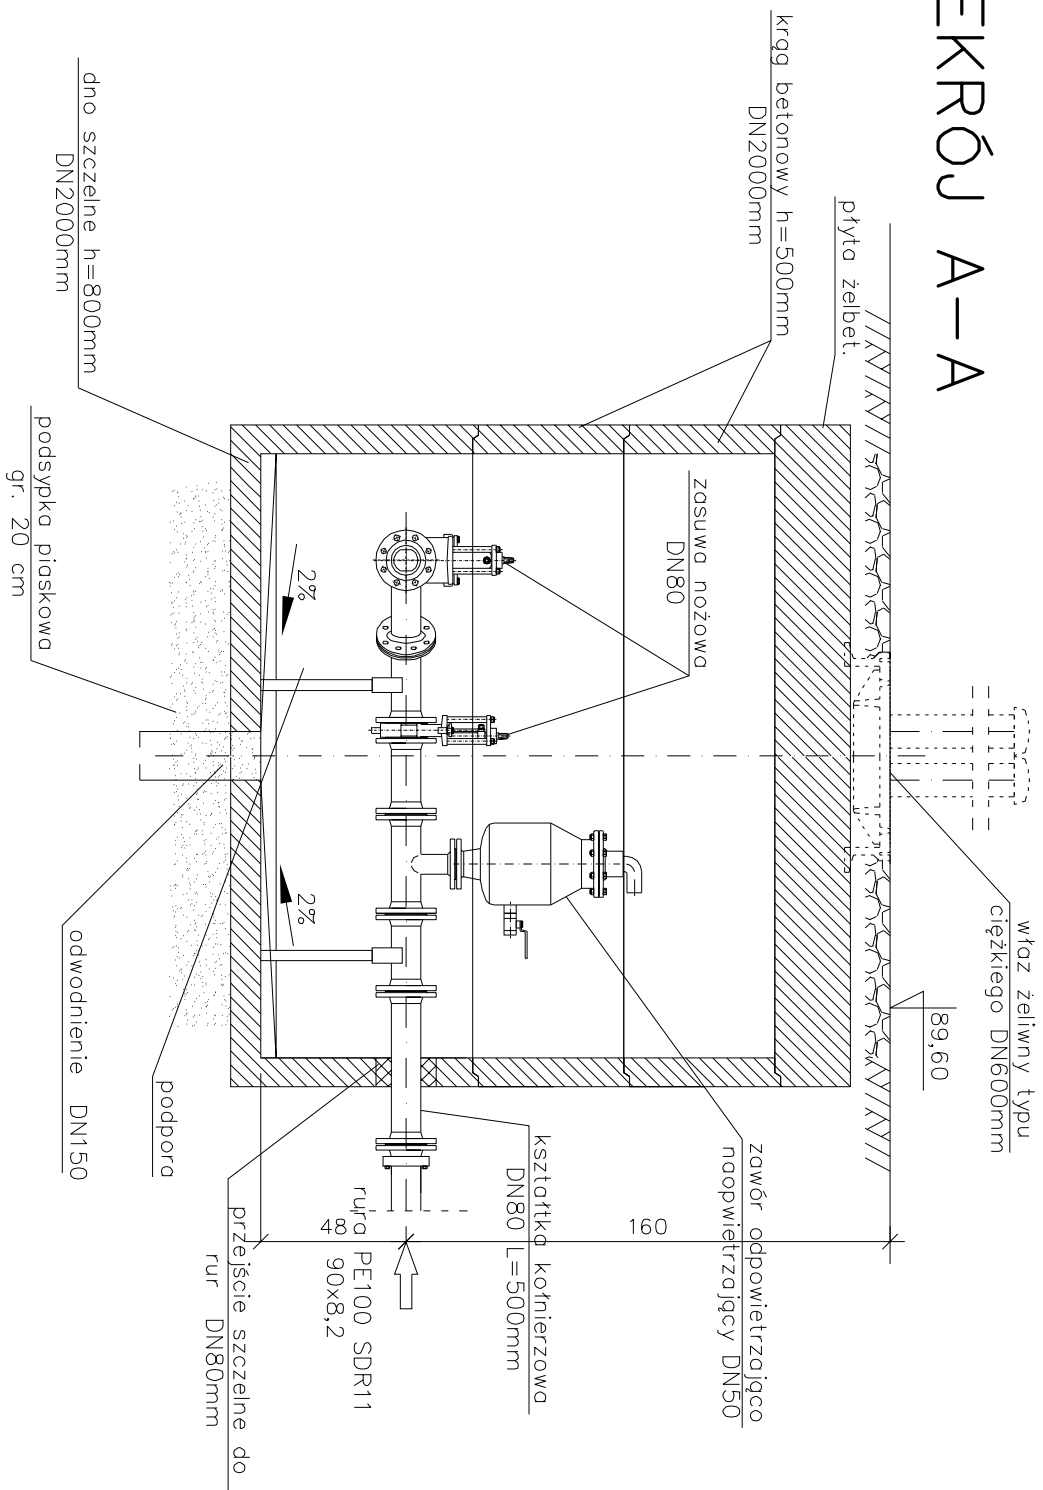 EKRÓJ A-A
krąg betonowy h=500mm
DN2000mm
płyta żelbet.
dno szczelne h=800mm
DN2000mm
podsypka piaskowa
gr. 20 cm
zasuwa nożowa
DN80
2%
2%
właz żeliwny typu
ciężkiego DN600mm
89,60
zawór odpowietrzająco
naopwietrzający DN50
kształtka kołnierzowa
DN80 L=500mm
160
48
rura PE100 SDR11
90x8,2
przejście szczelne do
rur DN80mm
podpora
odwodnienie DN150